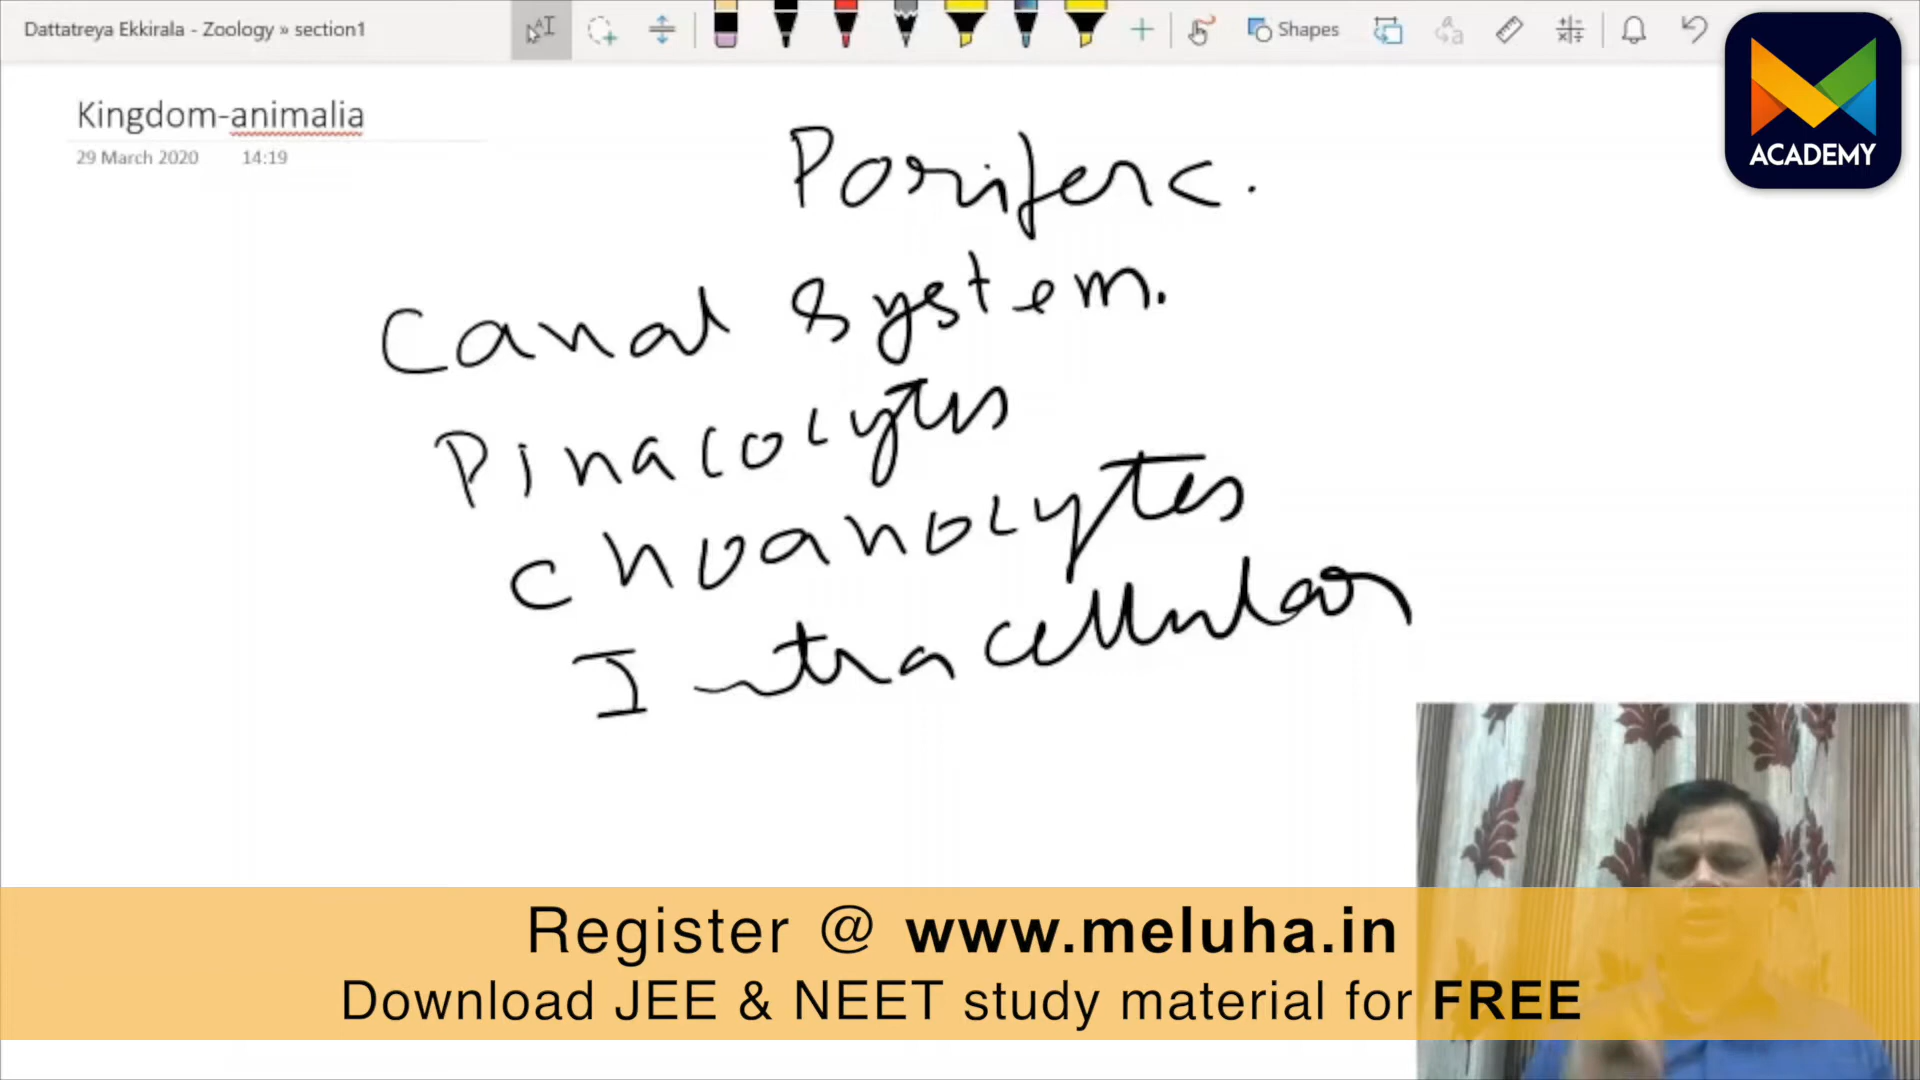 Dattatreya Ekkirala - Zoology » section1
Shapes
ACADEMY
Kingdom-animalia
29 March 2020 14:19
Porifera.
Canal System.
Pinacocytes
Choanocytes
Intracellular
Register @ www.meluha.in
Download JEE & NEET study material for FREE